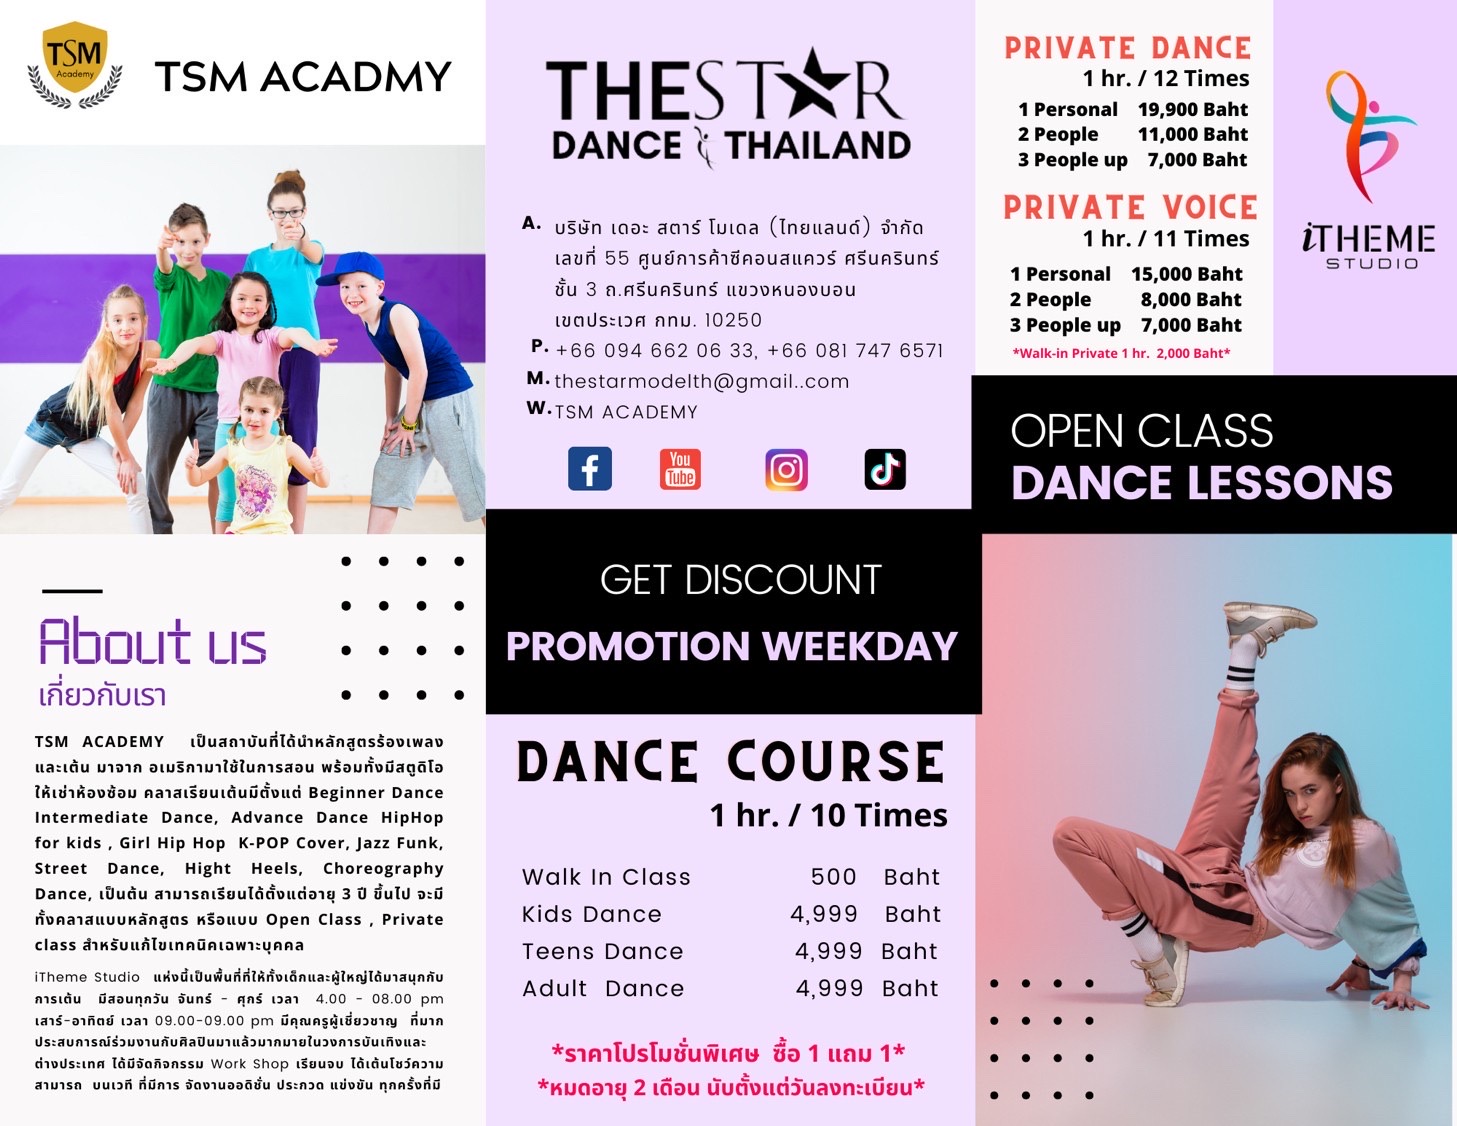 TSM
Academy
TSM ACADMY
About us
เกี่ยวกับเรา
TSM ACADEMY เป็นสถาบันที่ได้นำหลักสูตรร้องเพลง
และเต้น มาจาก อเมริกามาใช้ในการสอน พร้อมทั้งมีสตูดิโอ
ให้เช่าห้องซ้อม คลาสเรียนเต้นมีตั้งแต่ Beginner Dance
Intermediate Dance, Advance Dance HipHop
for kids , Girl Hip Hop K-POP Cover, Jazz Funk,
Street Dance, Hight Heels, Choreography
Dance, เป็นต้น สามารถเรียนได้ตั้งแต่อายุ 3 ปี ขึ้นไป จะมี
ทั้งคลาสแบบหลักสูตร หรือแบบ Open Class , Private
class สำหรับแก้ไขเทคนิคเฉพาะบุคคล
iTheme Studio แห่งนี้เป็นพื้นที่ที่ให้ทั้งเด็กและผู้ใหญ่ได้มาสนุกกับ
การเต้น มีสอนทุกวัน จันทร์ - ศุกร์ เวลา 4.00 - 08.00 pm
เสาร์-อาทิตย์ เวลา 09.00-09.00 pm มีคุณครูผู้เชี่ยวชาญ ที่มาก
ประสบการณ์ร่วมงานกับศิลปินมาแล้วมากมายในวงการบันเทิงและ
ต่างประเทศ ได้มีจัดกิจกรรม Work Shop เรียนจบ ได้เต้นโชว์ความ
สามารถ บนเวที ที่มีการ จัดงานออดิชั่น ประกวด แข่งขัน ทุกครั้งที่มี
THESTAR
DANCE THAILAND
A. บริษัท เดอะ สตาร์ โมเดล (ไทยแลนด์) จำกัด
เลขที่ 55 ศูนย์การค้าซีคอนสแควร์ ศรีนครินทร์
ชั้น 3 ถ.ศรีนครินทร์ แขวงหนองบอน
เขตประเวศ กทม. 10250
P. +66 094 662 06 33, +66 081 747 6571
M. thestarmodelth@gmail..com
W. TSM ACADEMY
f
You
Tube
GET DISCOUNT
PROMOTION WEEKDAY
DANCE COURSE
1 hr. / 10 Times
Walk In Class 500 Baht
Kids Dance 4,999 Baht
Teens Dance 4,999 Baht
Adult Dance 4,999 Baht
*ราคาโปรโมชั่นพิเศษ ซื้อ 1 แถม 1*
*หมดอายุ 2 เดือน นับตั้งแต่วันลงทะเบียน*
PRIVATE DANCE
1 hr. / 12 Times
1 Personal 19,900 Baht
2 People 11,000 Baht
3 People up 7,000 Baht
PRIVATE VOICE
1 hr. / 11 Times
1 Personal 15,000 Baht
2 People 8,000 Baht
3 People up 7,000 Baht
*Walk-in Private 1 hr. 2,000 Baht*
iTHEME
STUDIO
OPEN CLASS
DANCE LESSONS